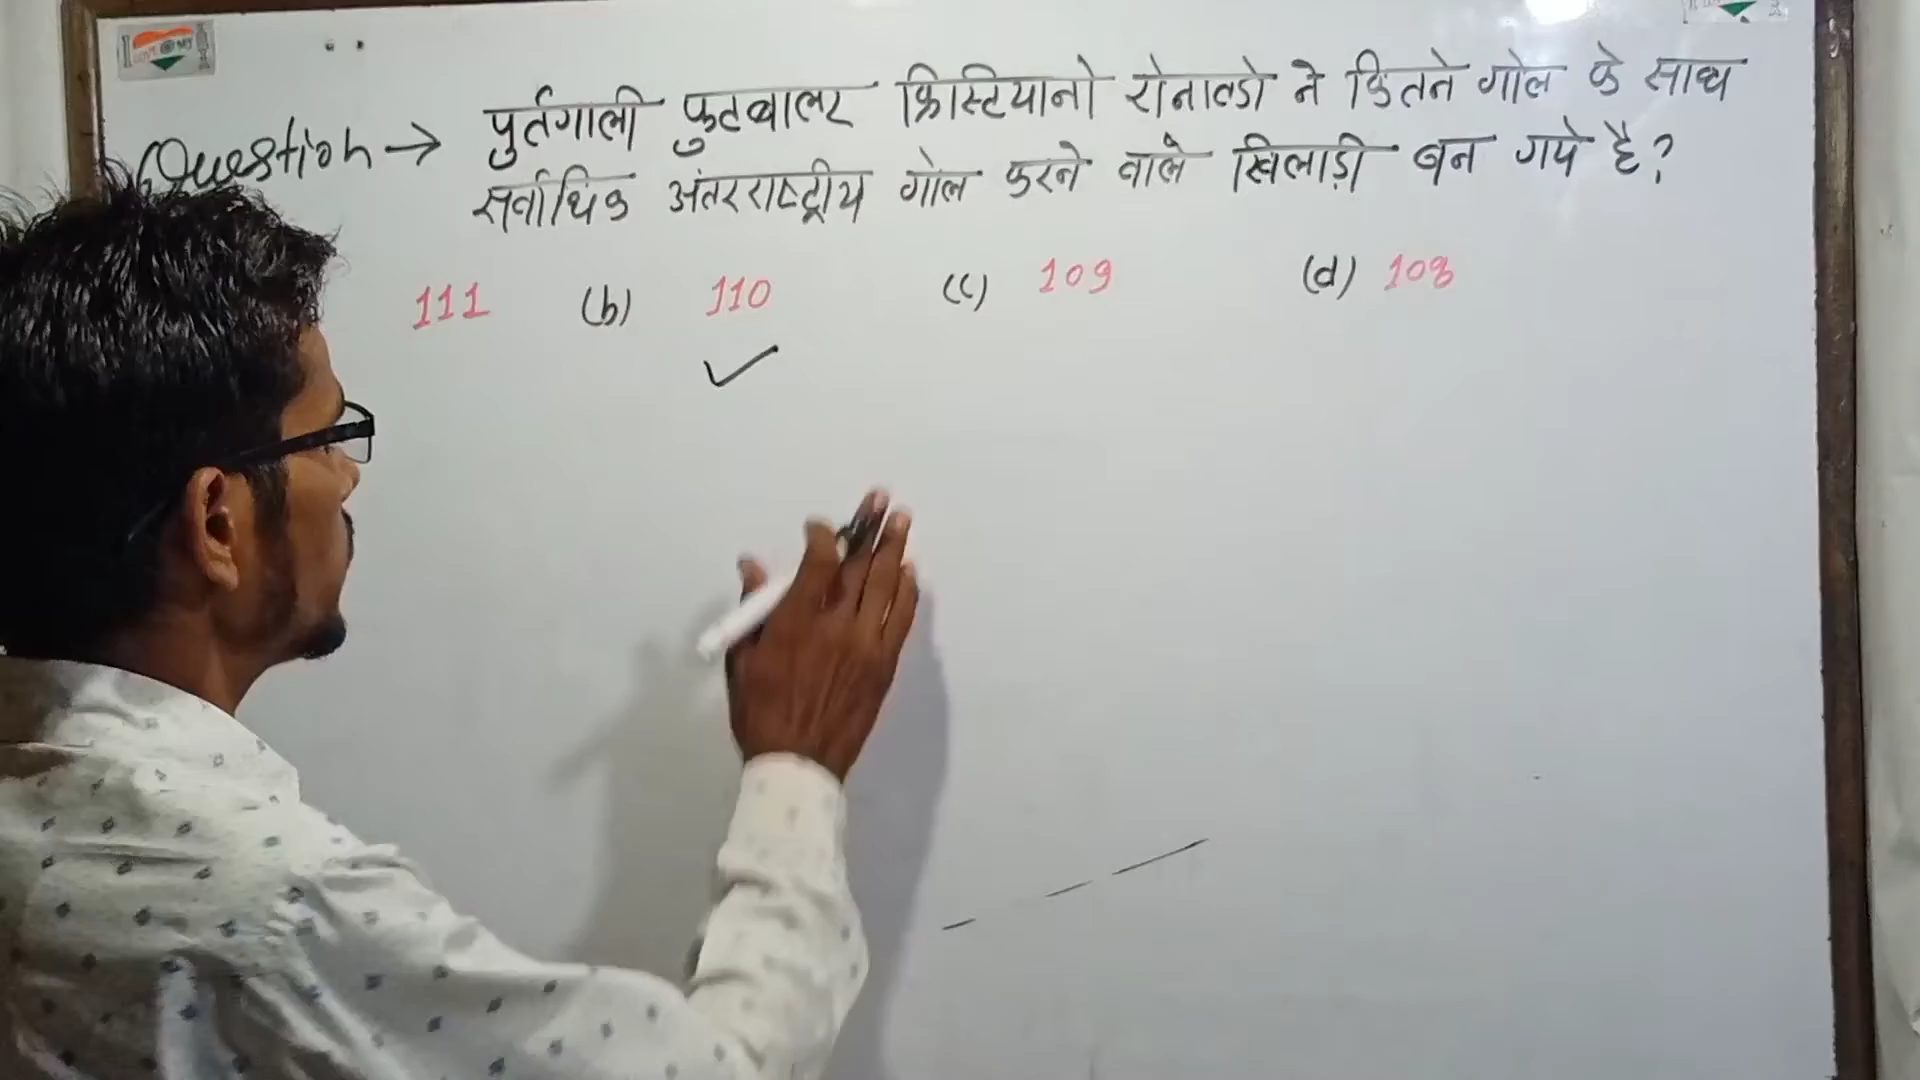 Question → पुर्तगाली फुटबालर क्रिस्टियानो रोनाल्डो ने कितने गोल के साथ
सर्वाधिक अंतरराष्ट्रीय गोल करने वाले खिलाड़ी बन गये है?
111 (b) 110 (c) 109 (d) 108